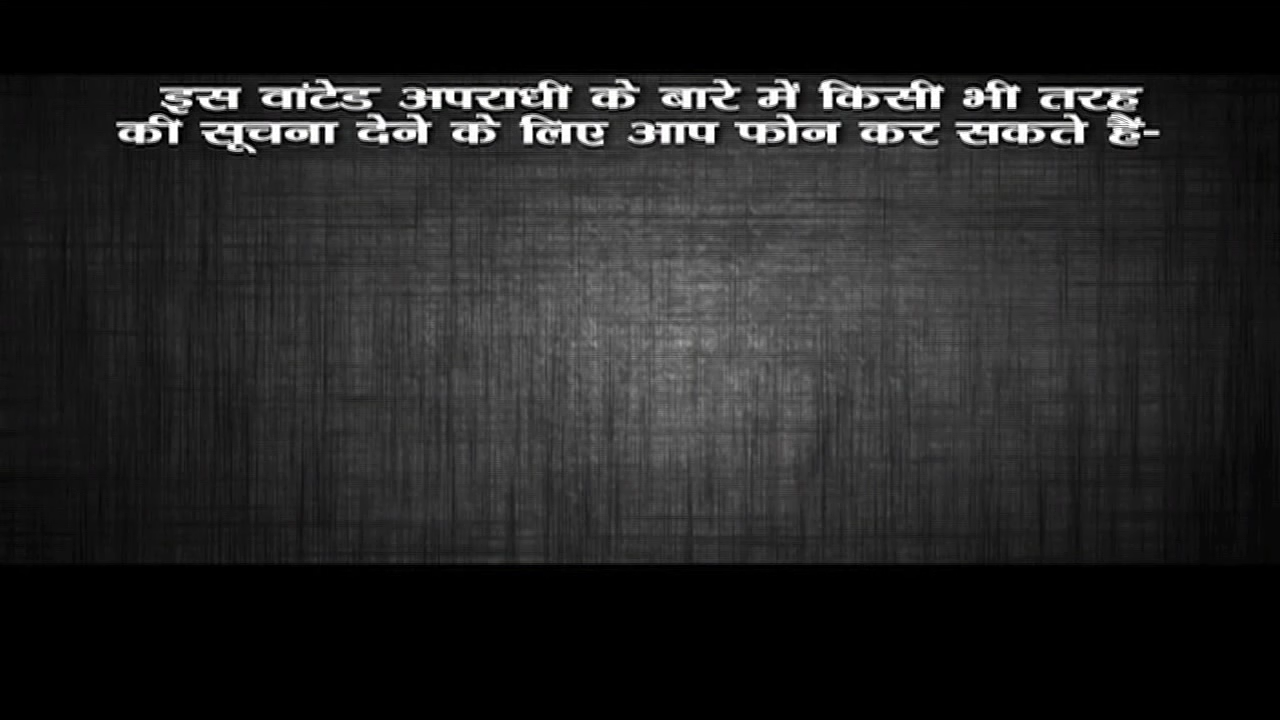 इस वांटेड अपराधी के बारे में किसी भी तरह
की सूचना देने के लिए आप फोन कर सकते हैं-